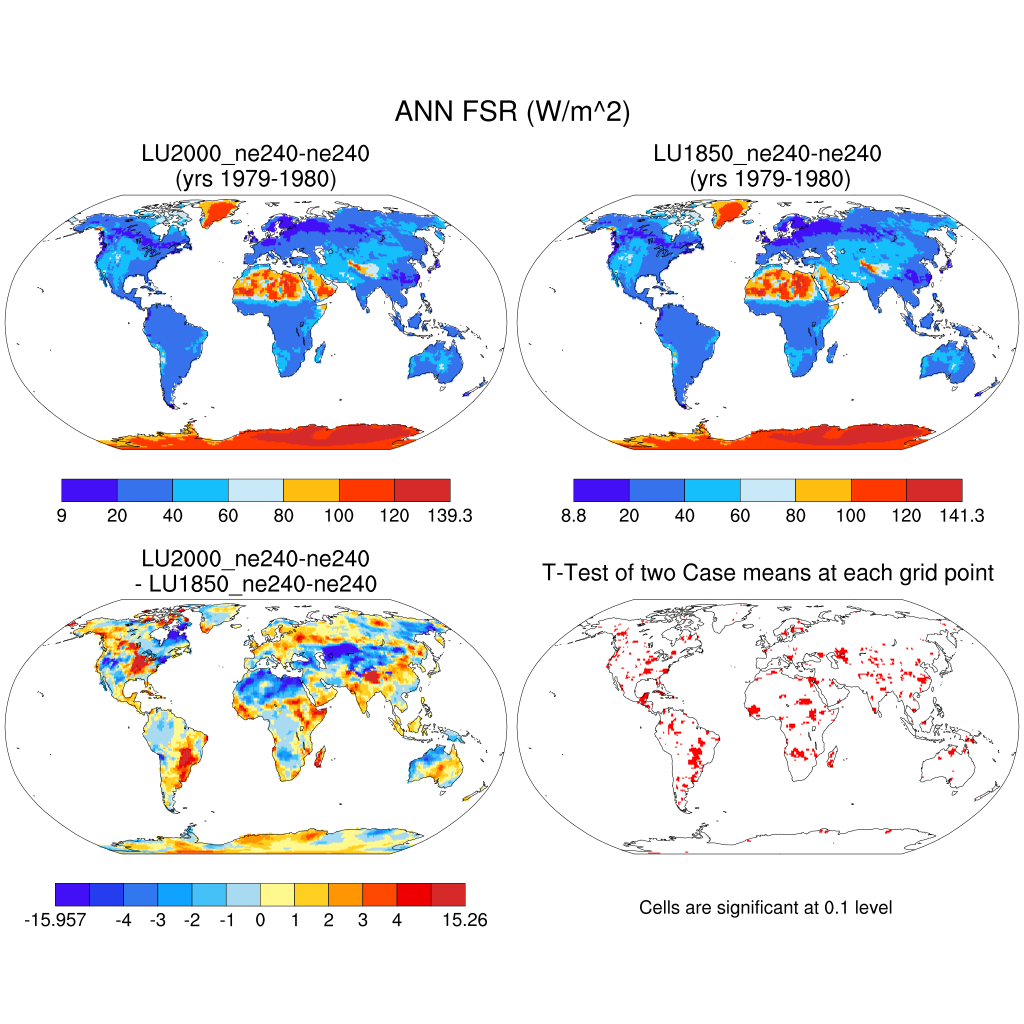 ANN FSR (W/m^2)
LU2000_ne240-ne240
(yrs 1979-1980)
LU1850_ne240-ne240
(yrs 1979-1980)
9 20 40 60 80 100 120 139.3
8.8 20 40 60 80 100 120 141.3
LU2000_ne240-ne240
- LU1850_ne240-ne240
T-Test of two Case means at each grid point
-15.957 -4 -3 -2 -1 0 1 2 3 4 15.26
Cells are significant at 0.1 level